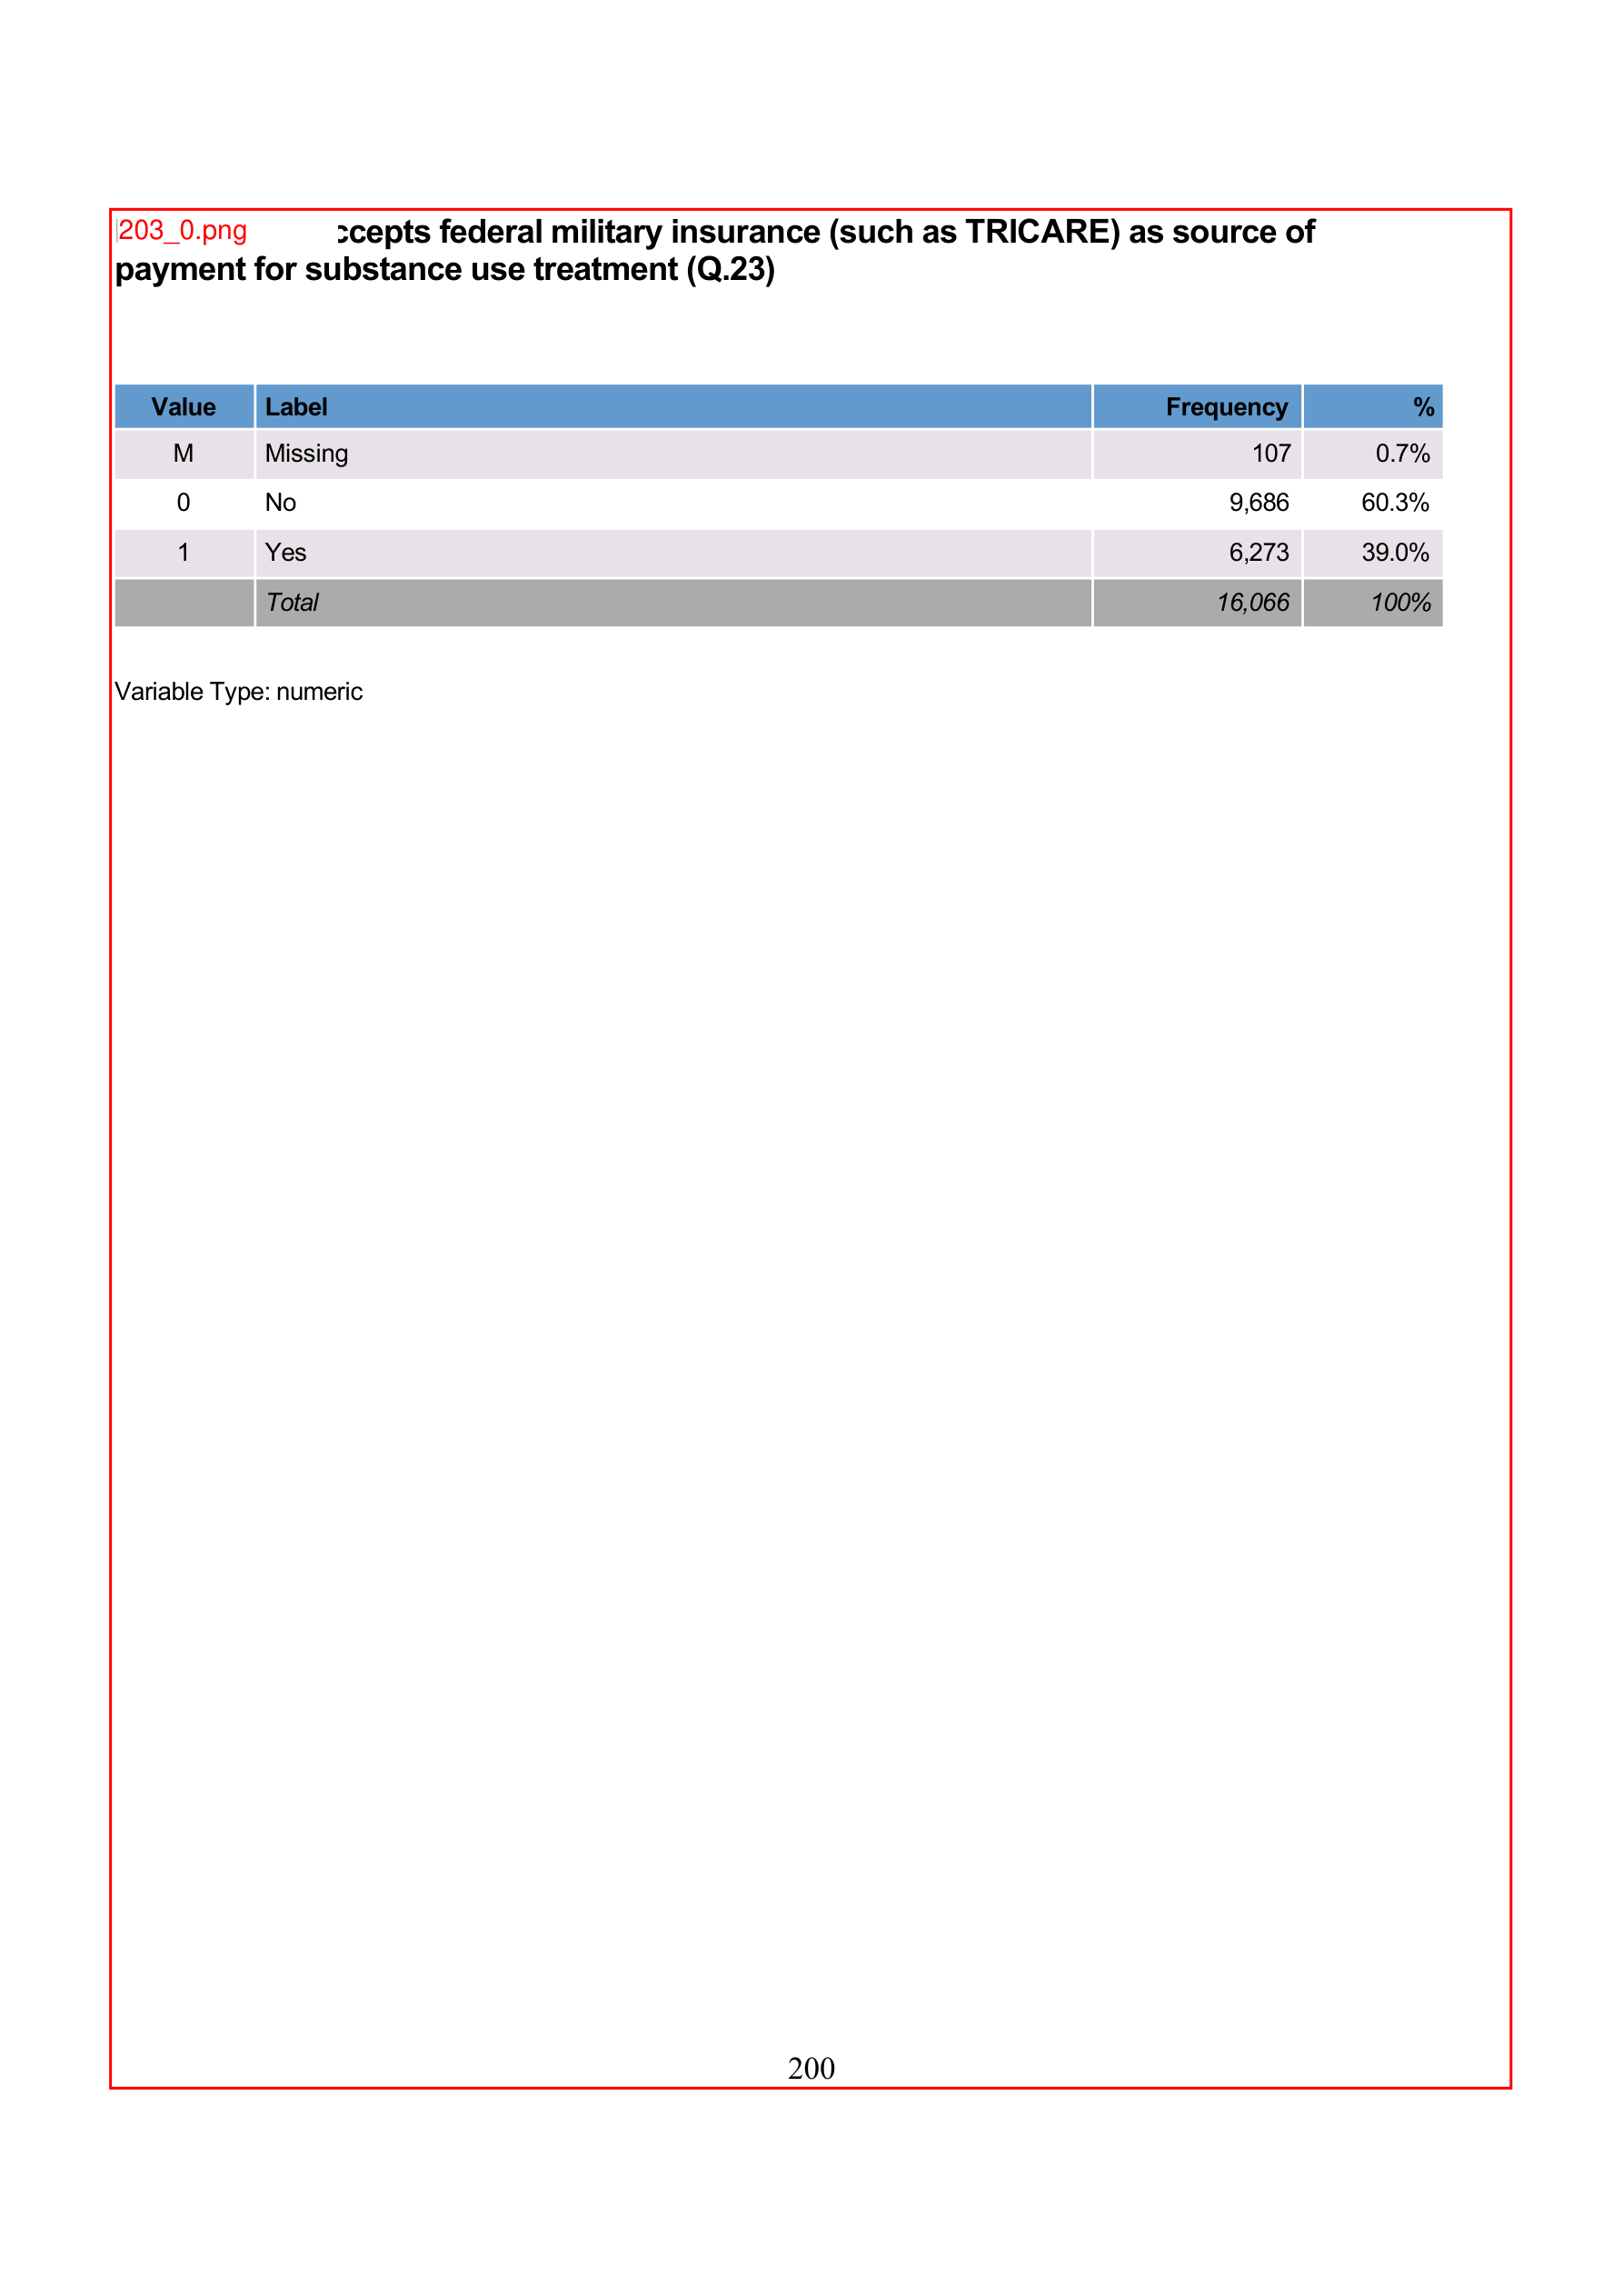 203_0.png ccepts federal military insurance (such as TRICARE) as source of
payment for substance use treatment (Q.23)
Value Label Frequency %
M Missing 107 0.7%
0 No 9,686 60.3%
1 Yes 6,273 39.0%
Total 16,066 100%
Variable Type: numeric
200